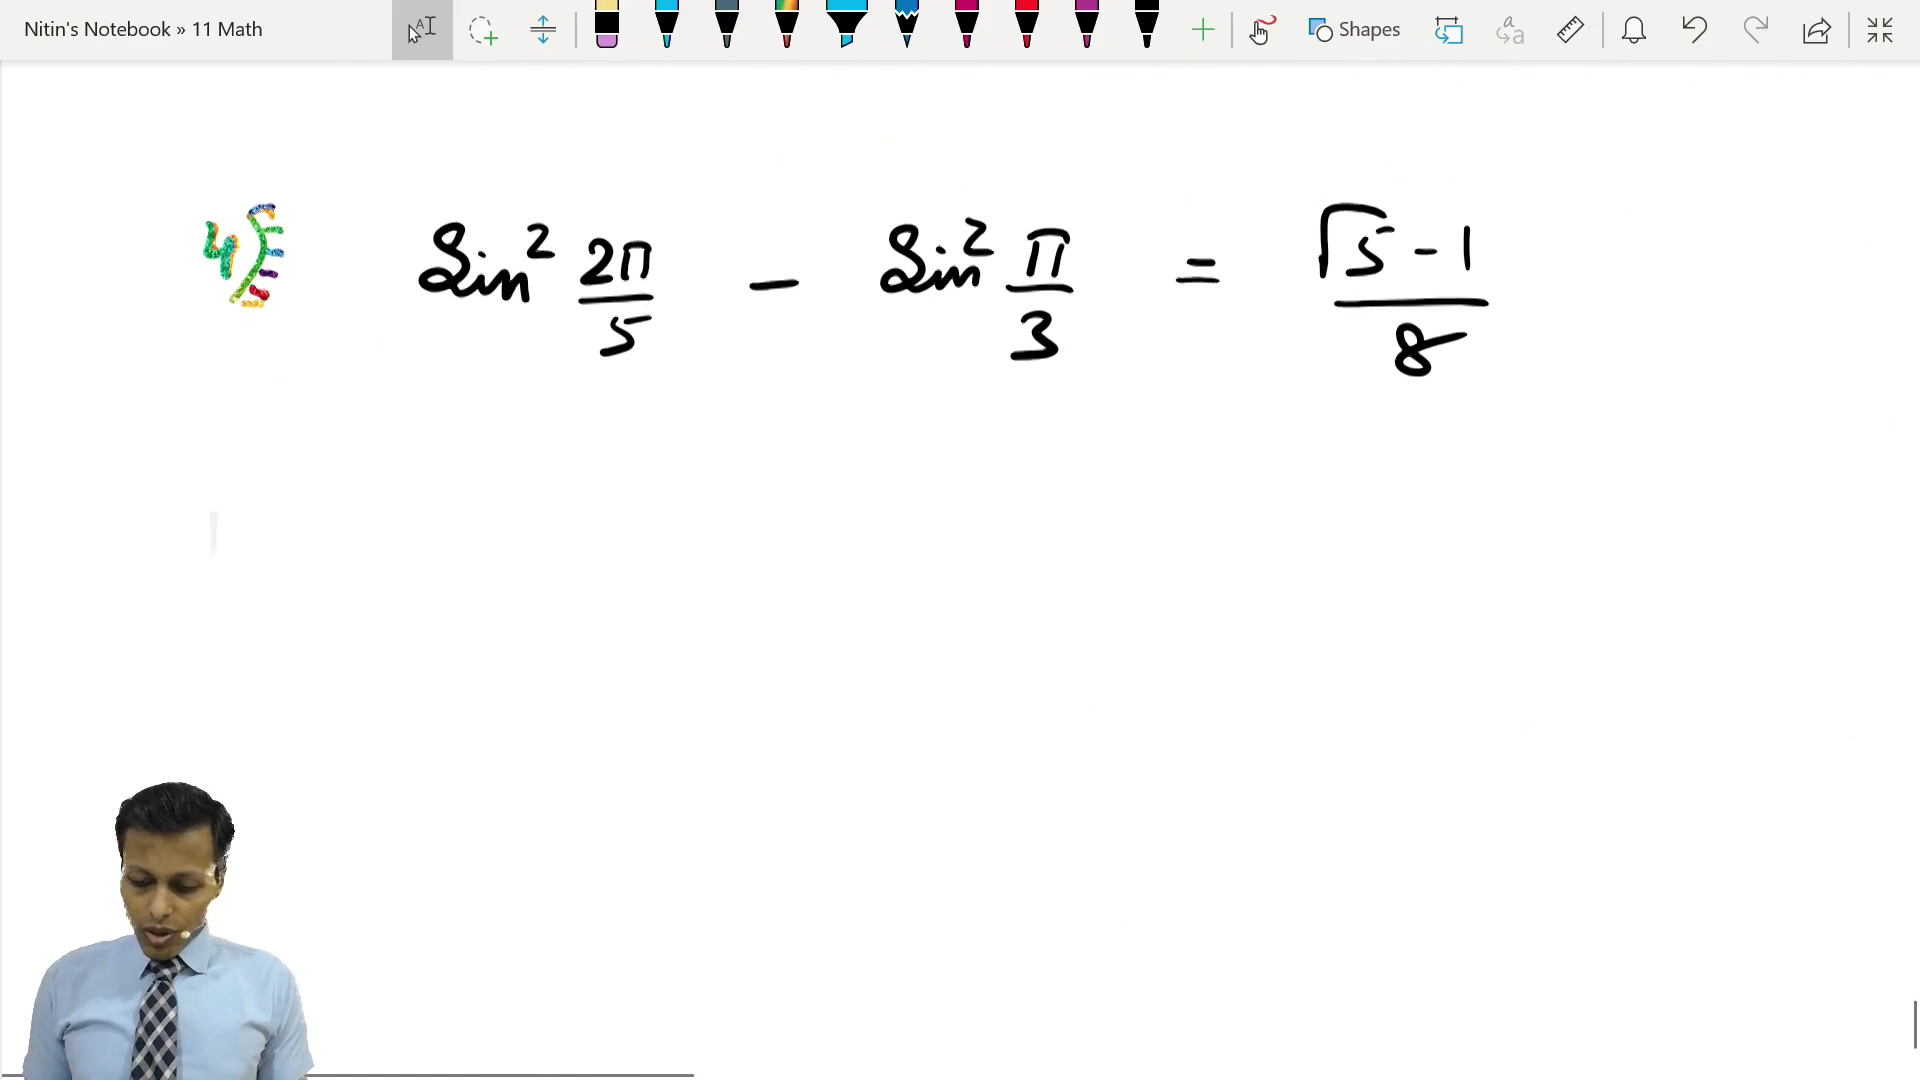 Nitin's Notebook » 11 Math
Shapes
4) Sin² 2π/5 − Sin² π/3 = √5 − 1/8